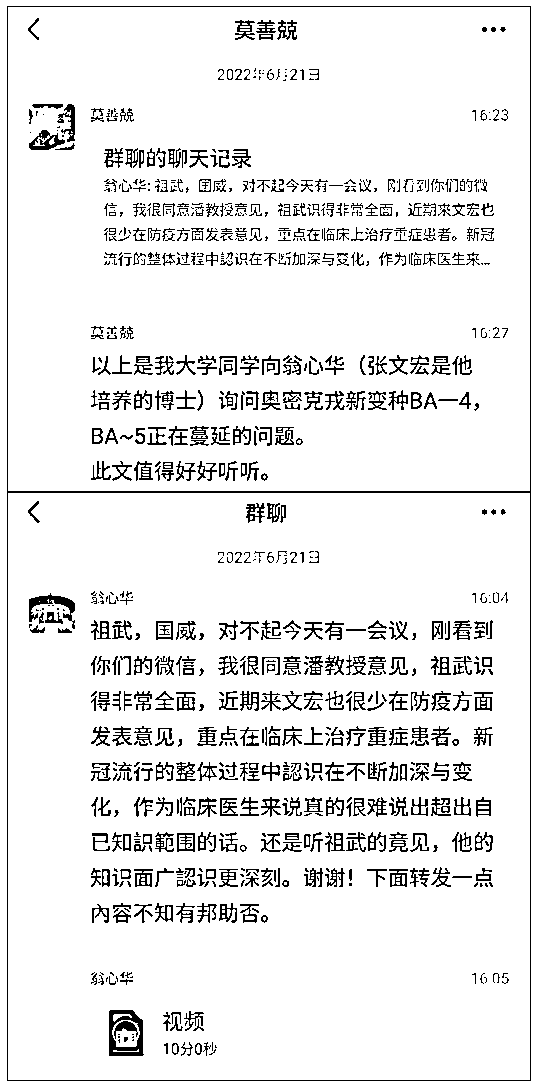 莫善兢
2022年6月21日
莫善兢
16:23
群聊的聊天记录
翁心华: 祖武，国威，对不起今天有一会议，刚看到你们的微
信，我很同意潘教授意见，祖武识得非常全面，近期来文宏也
很少在防疫方面发表意见，重点在临床上治疗重症患者。新冠
流行的整体过程中認识在不断加深与变化，作为临床医生来...
莫善兢
16:27
以上是我大学同学向翁心华（张文宏是他
培养的博士）询问奥密克戎新变种BA一4，
BA~5正在蔓延的问题。
此文值得好好听听。
群聊
2022年6月21日
翁心华
16:04
祖武，国威，对不起今天有一会议，刚看到
你们的微信，我很同意潘教授意见，祖武识
得非常全面，近期来文宏也很少在防疫方面
发表意见，重点在临床上治疗重症患者。新
冠流行的整体过程中認识在不断加深与变
化，作为临床医生来说真的很难说出超出自
已知識範围的话。还是听祖武的竟见，他的
知识面广認识更深刻。谢谢！下面转发一点
內容不知有邦助否。
翁心华
16:05
视频
10分0秒